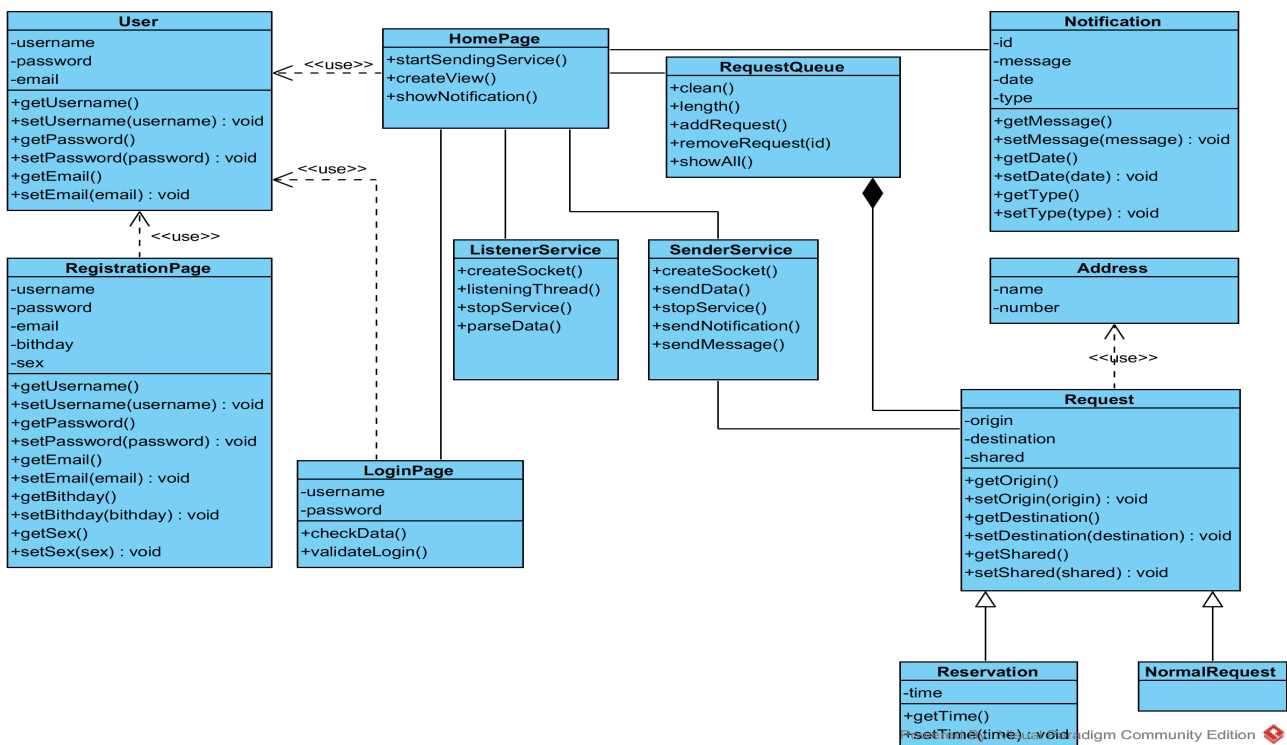 User
-username
-password
-email
+getUsername()
+setUsername(username) : void
+getPassword()
+setPassword(password) : void
+getEmail()
+setEmail(email) : void
<<use>>
HomePage
+startSendingService()
+createView()
+showNotification()
RequestQueue
+clean()
+length()
+addRequest()
+removeRequest(id)
+showAll()
Notification
-id
-message
-date
-type
+getMessage()
+setMessage(message) : void
+getDate()
+setDate(date) : void
+getType()
+setType(type) : void
<<use>>
<<use>>
RegistrationPage
-username
-password
-email
-bithday
-sex
+getUsername()
+setUsername(username) : void
+getPassword()
+setPassword(password) : void
+getEmail()
+setEmail(email) : void
+getBithday()
+setBithday(bithday) : void
+getSex()
+setSex(sex) : void
ListenerService
+createSocket()
+listeningThread()
+stopService()
+parseData()
SenderService
+createSocket()
+sendData()
+stopService()
+sendNotification()
+sendMessage()
Address
-name
-number
<<use>>
LoginPage
-username
-password
+checkData()
+validateLogin()
Request
-origin
-destination
-shared
+getOrigin()
+setOrigin(origin) : void
+getDestination()
+setDestination(destination) : void
+getShared()
+setShared(shared) : void
Reservation
-time
+getTime()
+setTime(time) : void
NormalRequest
Powered By Visual Paradigm Community Edition